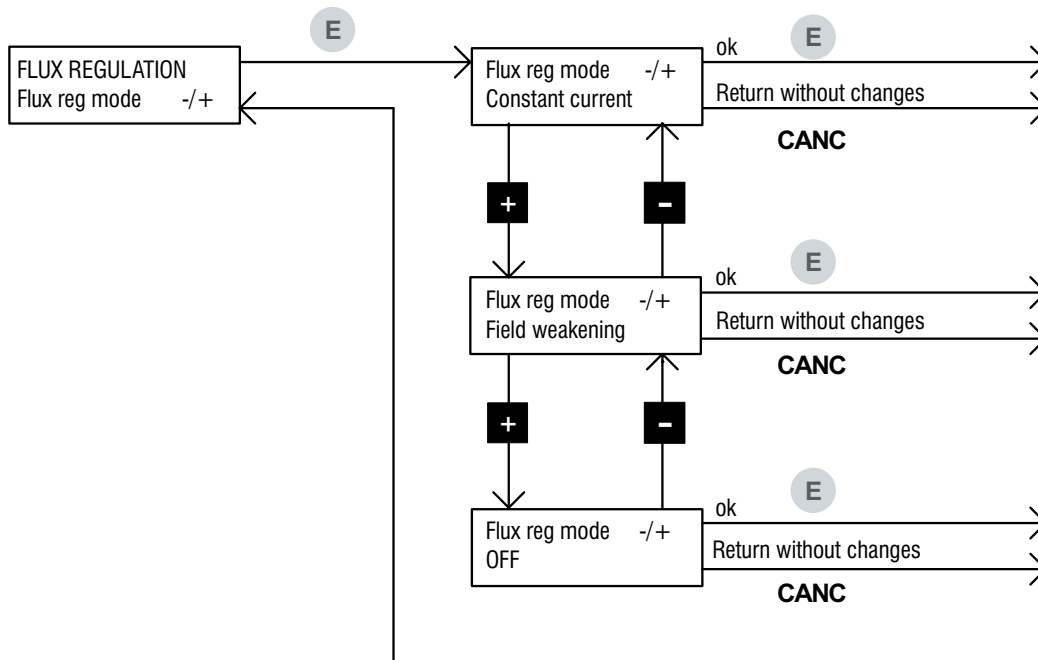 E
FLUX REGULATION
Flux reg mode -/+
Flux reg mode -/+
Constant current
ok
E
Return without changes
CANC
+
-
Flux reg mode -/+
Field weakening
ok
E
Return without changes
CANC
+
-
Flux reg mode -/+
OFF
ok
E
Return without changes
CANC